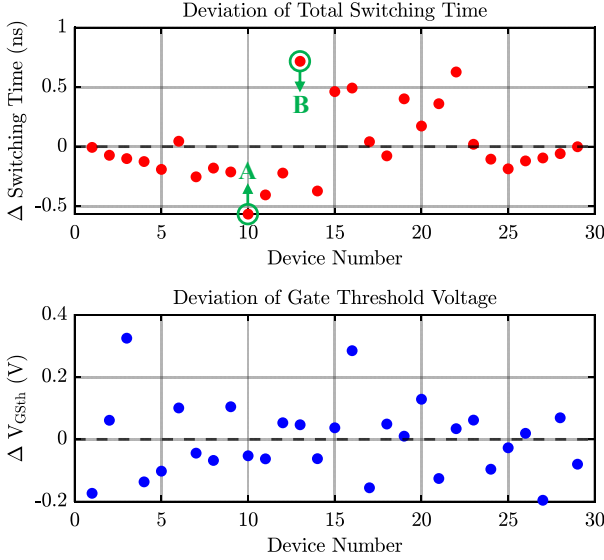 Deviation of Total Switching Time
Δ Switching Time (ns)
1
0.5
0
-0.5
B
A
0 5 10 15 20 25 30
Device Number
Deviation of Gate Threshold Voltage
Δ V_GSth (V)
0.4
0.2
0
-0.2
0 5 10 15 20 25 30
Device Number